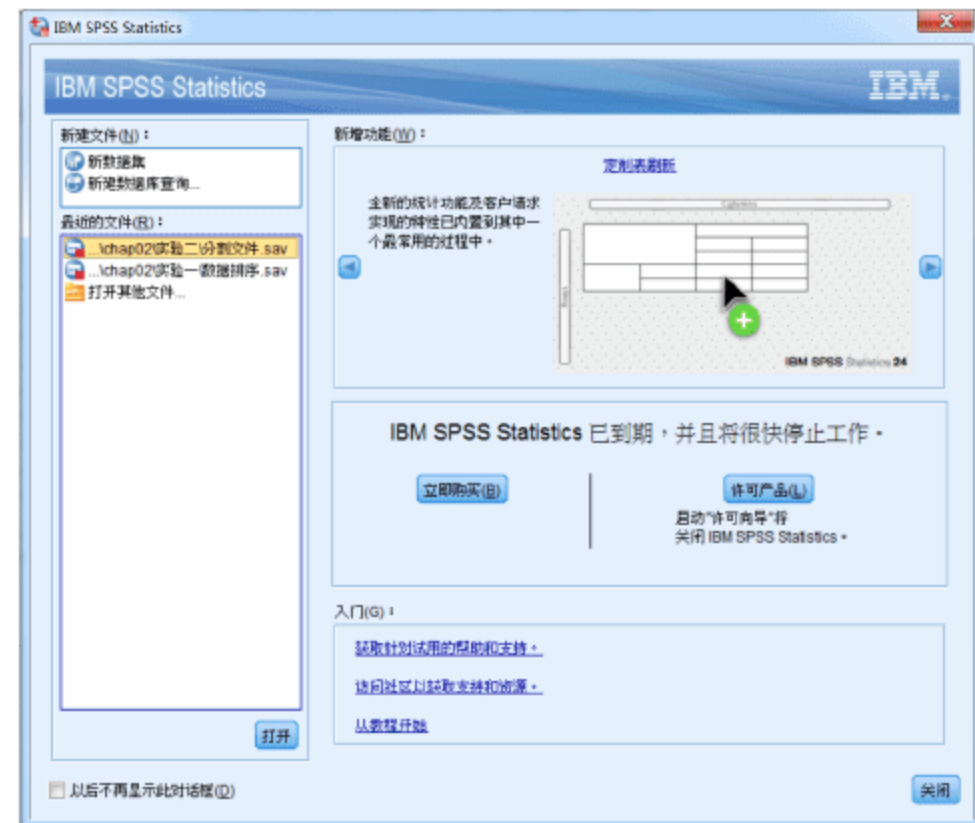 IBM SPSS Statistics
IBM SPSS Statistics
IBM.
新建文件(N)：
新数据集
新建数据库查询...
最近的文件(R)：
...\chap02\实验二\分割文件.sav
...\chap02\实验一\数据排序.sav
打开其他文件...
打开
新增功能(W)：
定制表刷新
全新的统计功能及客户请求
实现的特性已内置到其中一
个最常用的过程中。
Columns
Rows
IBM SPSS Statistics 24
IBM SPSS Statistics 已到期，并且将很快停止工作。
立即购买(B)
许可产品(L)
启动"许可向导"将
关闭 IBM SPSS Statistics。
入门(G)：
获取针对试用的帮助和支持。
访问社区以获取支持和资源。
从教程开始
以后不再显示此对话框(D)
关闭